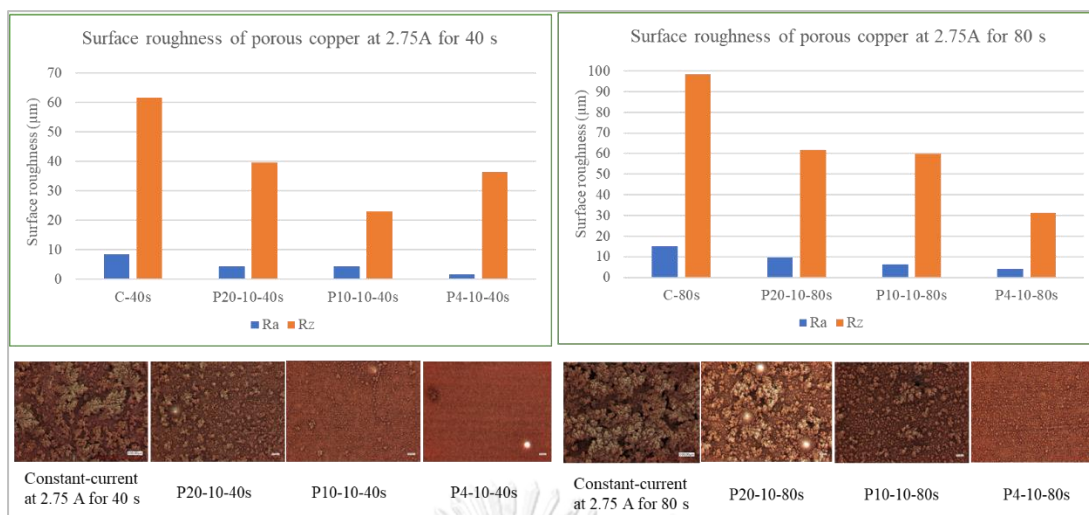 Surface roughness of porous copper at 2.75A for 40 s
Surface roughness (μm)
70
60
50
40
30
20
10
0
C-40s
P20-10-40s
P10-10-40s
P4-10-40s
Ra
Rz
Surface roughness of porous copper at 2.75A for 80 s
Surface roughness (μm)
100
90
80
70
60
50
40
30
20
10
0
C-80s
P20-10-80s
P10-10-80s
P4-10-80s
Ra
Rz
Constant-current
at 2.75 A for 40 s
P20-10-40s
P10-10-40s
P4-10-40s
Constant-current
at 2.75 A for 80 s
P20-10-80s
P10-10-80s
P4-10-80s